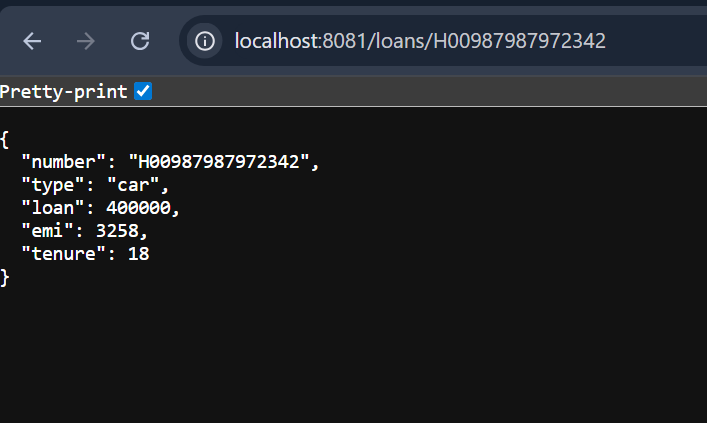 localhost:8081/loans/H00987987972342
Pretty-print
{
  "number": "H00987987972342",
  "type": "car",
  "loan": 400000,
  "emi": 3258,
  "tenure": 18
}